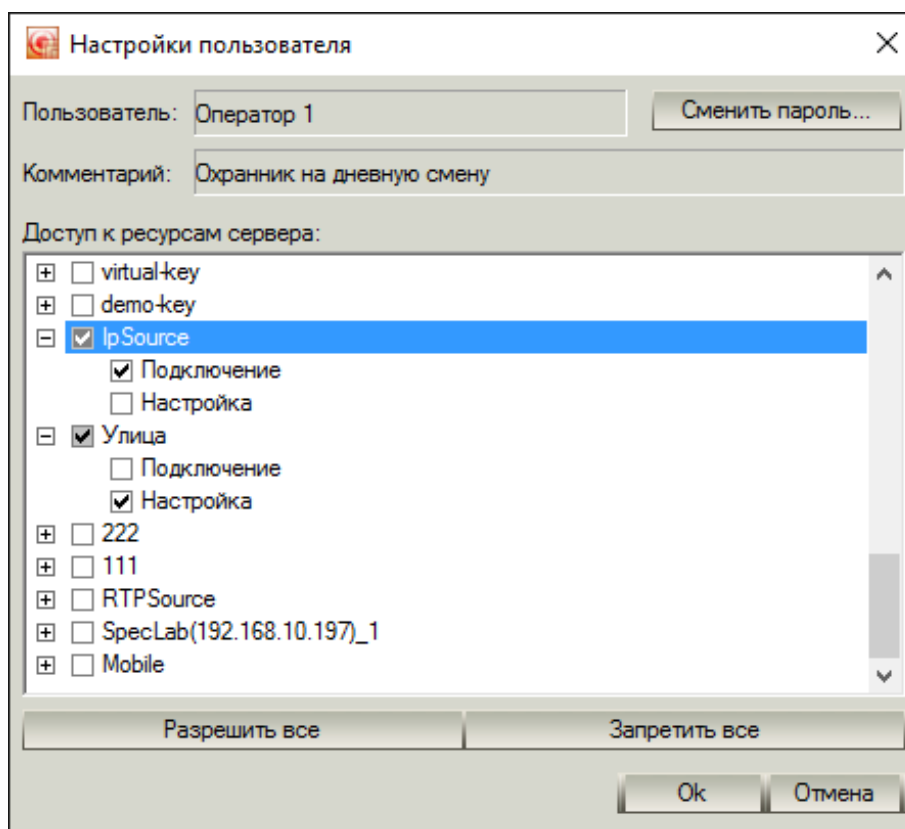 Настройки пользователя
Пользователь: Оператор 1 Сменить пароль...
Комментарий: Охранник на дневную смену
Доступ к ресурсам сервера:
virtual-key
demo-key
IpSource
Подключение
Настройка
Улица
Подключение
Настройка
222
111
RTPSource
SpecLab(192.168.10.197)_1
Mobile
Разрешить все Запретить все
Ok Отмена